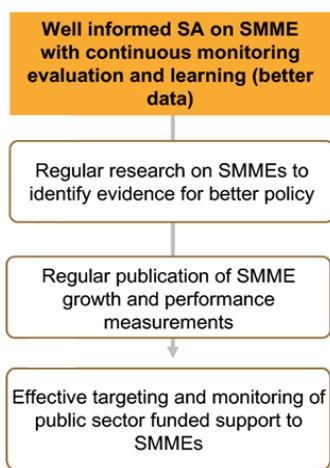 Well informed SA on SMME
with continuous monitoring
evaluation and learning (better
data)
Regular research on SMMEs to
identify evidence for better policy
Regular publication of SMME
growth and performance
measurements
Effective targeting and monitoring of
public sector funded support to
SMMEs